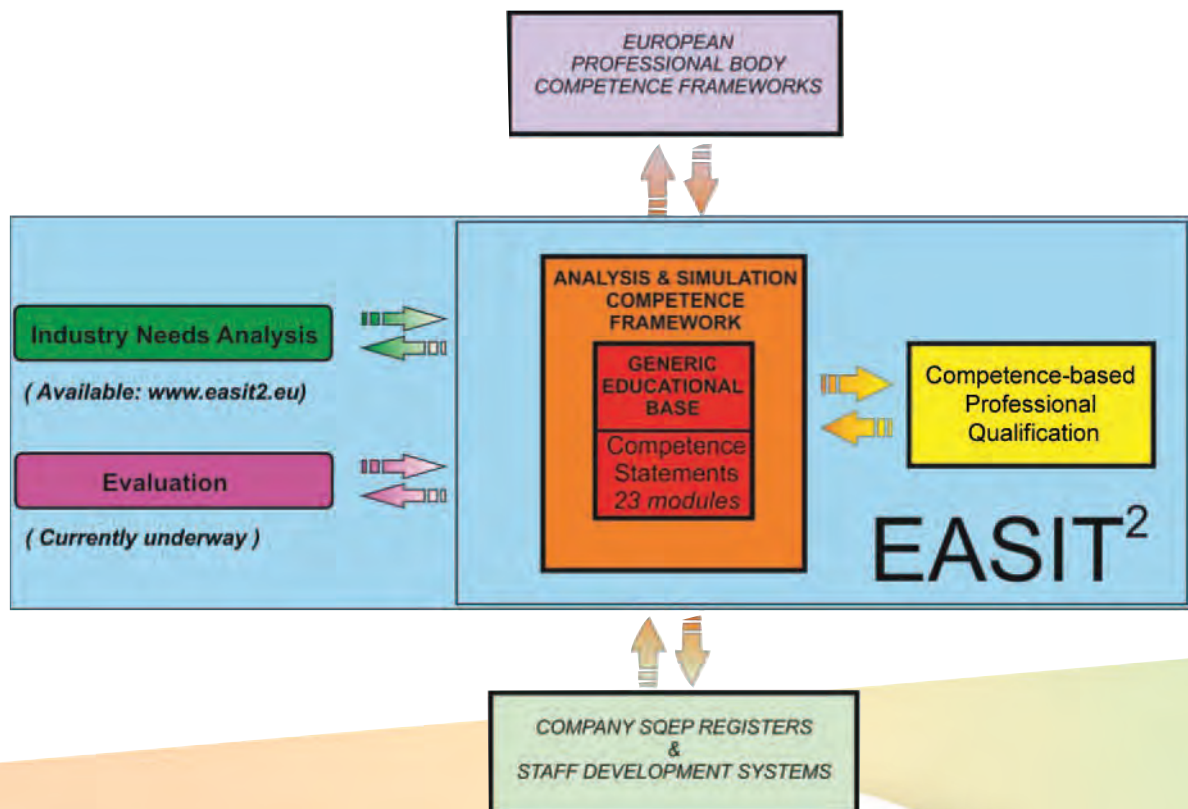 EUROPEAN
PROFESSIONAL BODY
COMPETENCE FRAMEWORKS
ANALYSIS & SIMULATION
COMPETENCE
FRAMEWORK
GENERIC
EDUCATIONAL
BASE
Competence
Statements
23 modules
Industry Needs Analysis
( Available: www.easit2.eu)
Evaluation
( Currently underway )
Competence-based
Professional
Qualification
EASIT²
COMPANY SQEP REGISTERS
&
STAFF DEVELOPMENT SYSTEMS